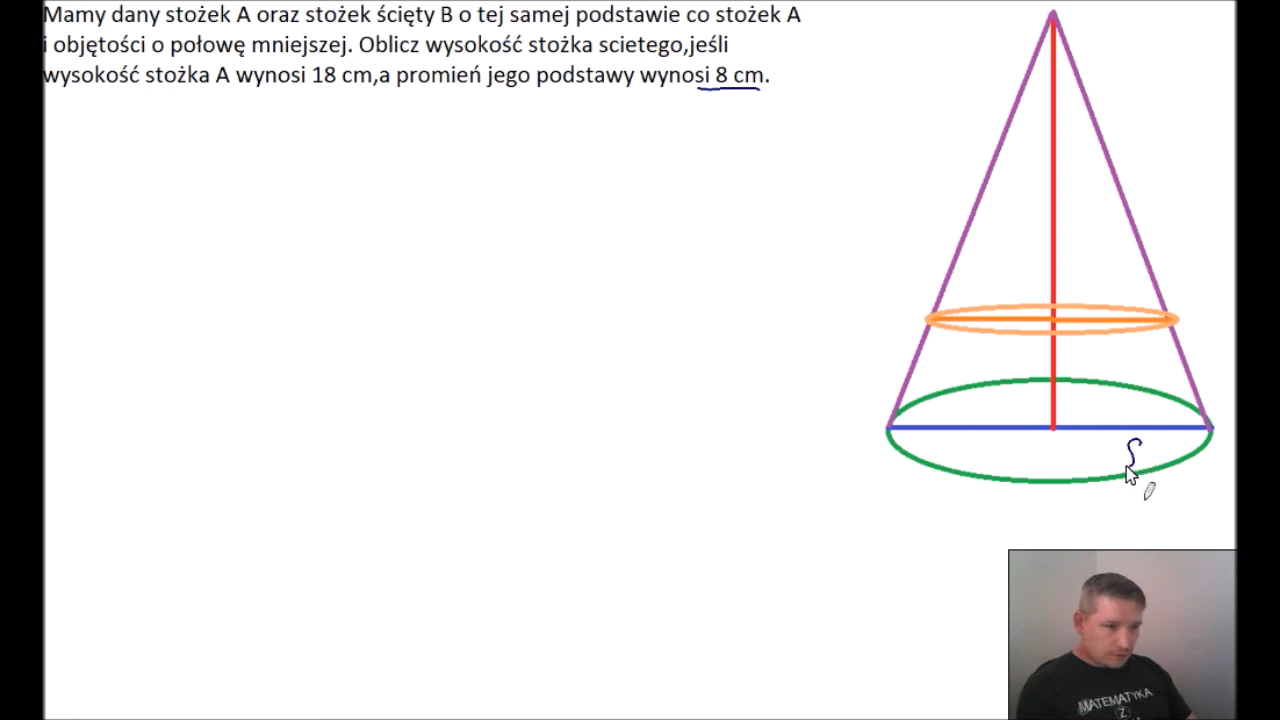 Mamy dany stożek A oraz stożek ścięty B o tej samej podstawie co stożek A
i objętości o połowę mniejszej. Oblicz wysokość stożka scietego,jeśli
wysokość stożka A wynosi 18 cm,a promień jego podstawy wynosi 8 cm.
MATEMATYKA
Z